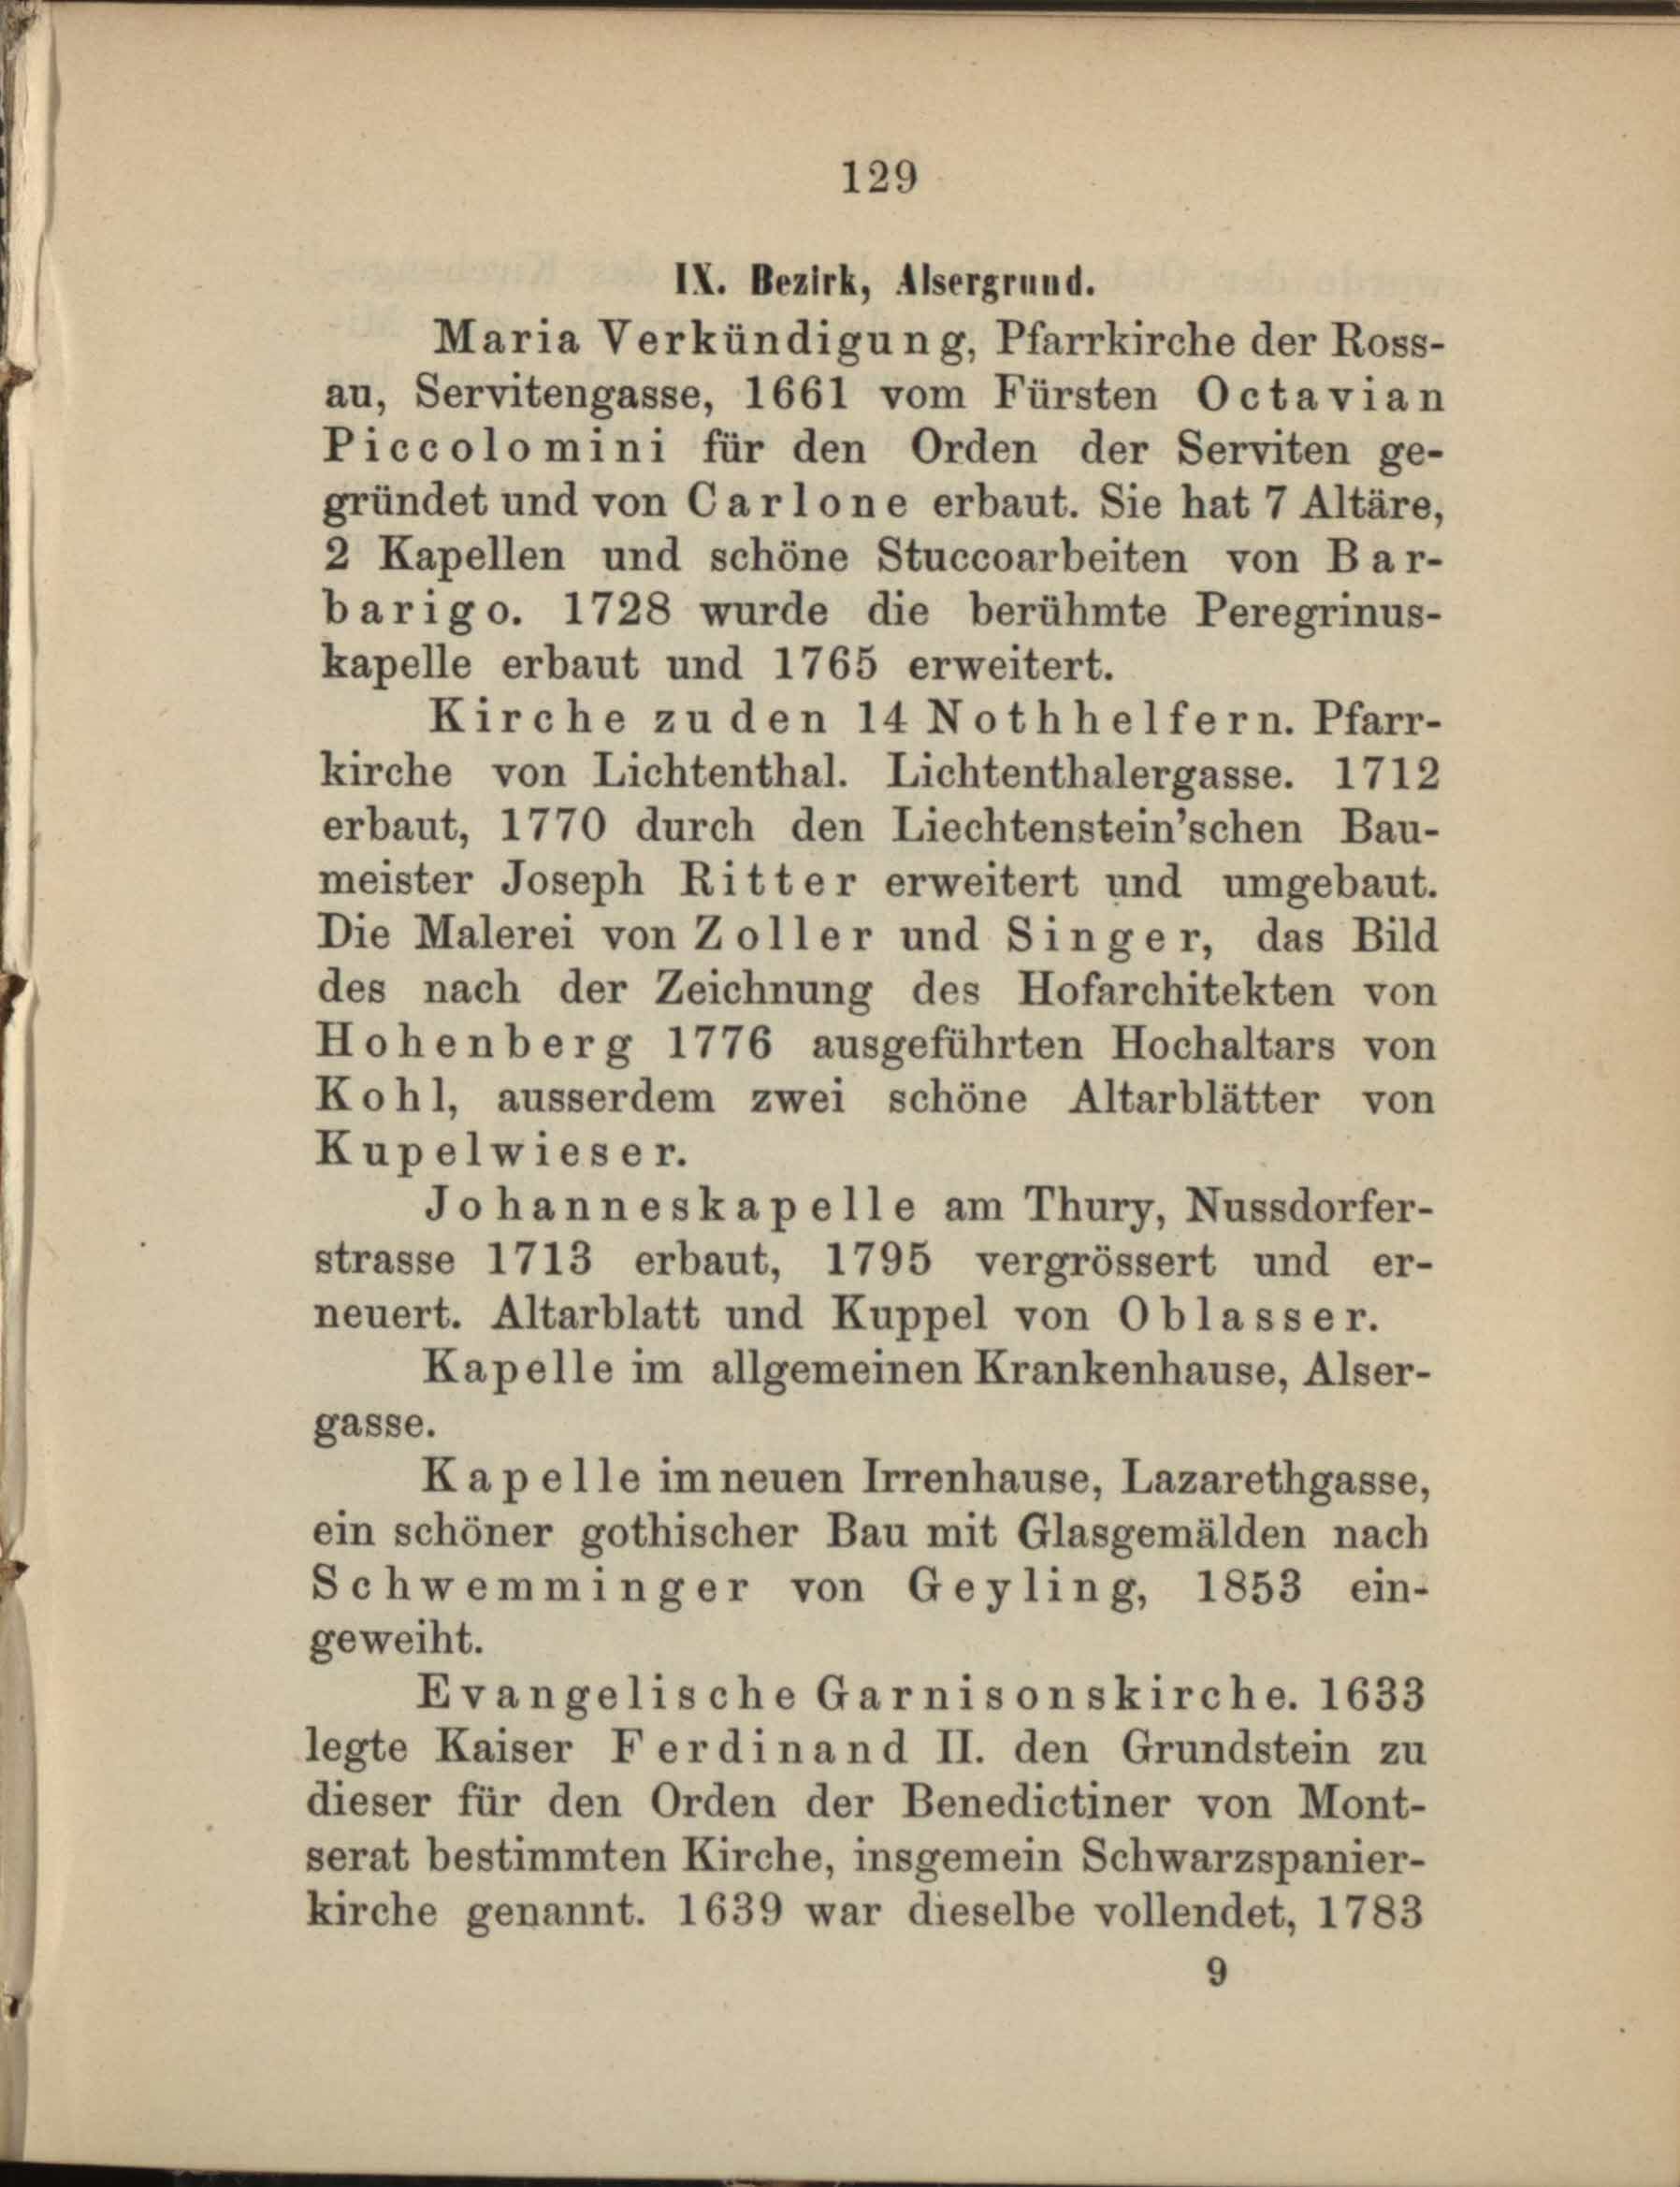 129
IX. Bezirk, Alsergrund.
Maria Verkündigung, Pfarrkirche der Ross-
au, Servitengasse, 1661 vom Fürsten Octavian
Piccolomini für den Orden der Serviten ge-
gründet und von Carlone erbaut. Sie hat 7 Altäre,
2 Kapellen und schöne Stuccoarbeiten von Bar-
barigo. 1728 wurde die berühmte Peregrinus-
kapelle erbaut und 1765 erweitert.
Kirche zu den 14 Nothhelfern. Pfarr-
kirche von Lichtenthal. Lichtenthalergasse. 1712
erbaut, 1770 durch den Liechtenstein'schen Bau-
meister Joseph Ritter erweitert und umgebaut.
Die Malerei von Zoller und Singer, das Bild
des nach der Zeichnung des Hofarchitekten von
Hohenberg 1776 ausgeführten Hochaltars von
Kohl, ausserdem zwei schöne Altarblätter von
Kupelwieser.
Johanneskapelle am Thury, Nussdorfer-
strasse 1713 erbaut, 1795 vergrössert und er-
neuert. Altarblatt und Kuppel von Oblasser.
Kapelle im allgemeinen Krankenhause, Alser-
gasse.
Kapelle im neuen Irrenhause, Lazarethgasse,
ein schöner gothischer Bau mit Glasgemälden nach
Schwemminger von Geyling, 1853 ein-
geweiht.
Evangelische Garnisonskirche. 1633
legte Kaiser Ferdinand II. den Grundstein zu
dieser für den Orden der Benedictiner von Mont-
serat bestimmten Kirche, insgemein Schwarzspanier-
kirche genannt. 1639 war dieselbe vollendet, 1783
9